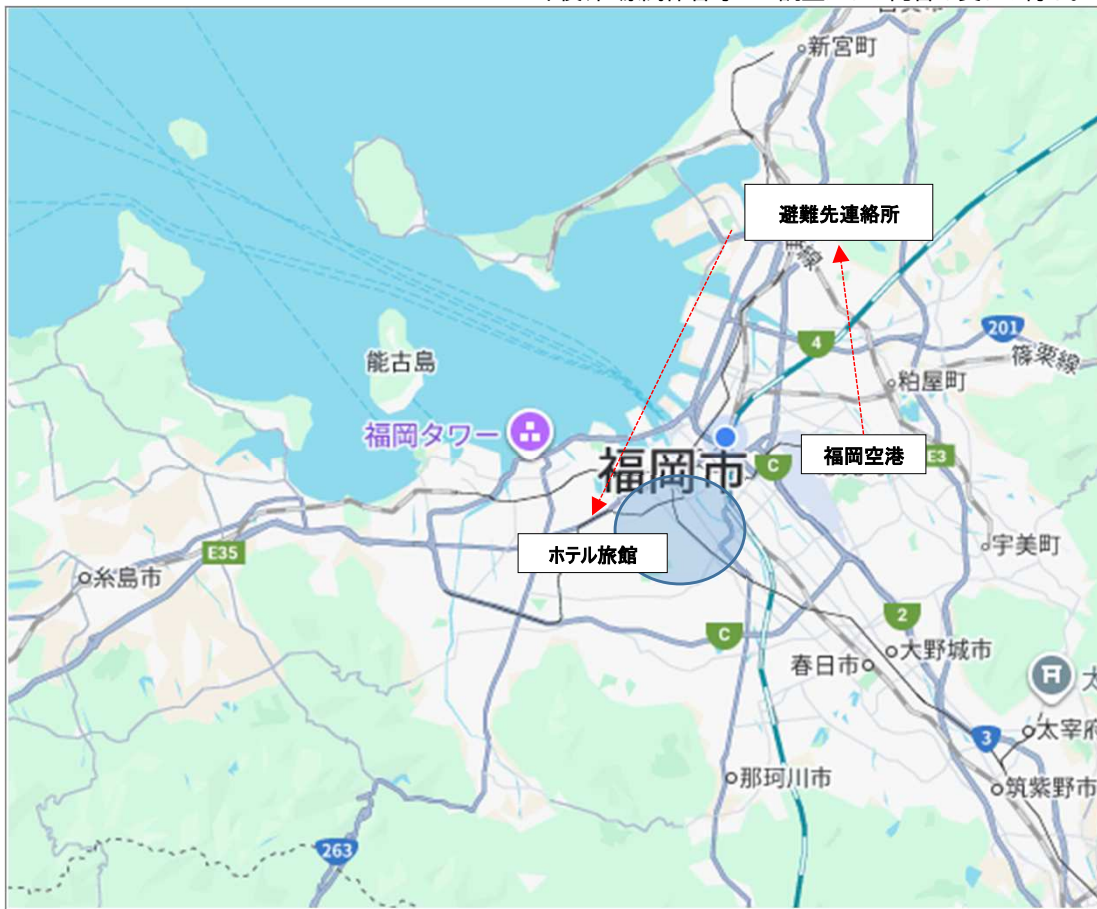 新宮町
避難先連絡所
201
4
篠栗線
能古島
粕屋町
福岡タワー
福岡市
福岡空港
C
E3
ホテル旅館
E35
宇美町
糸島市
2
C
大野城市
春日市
太宰府
3
那珂川市
筑紫野市
263